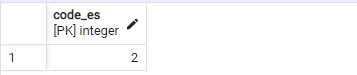 code_es
[PK] integer
1 2